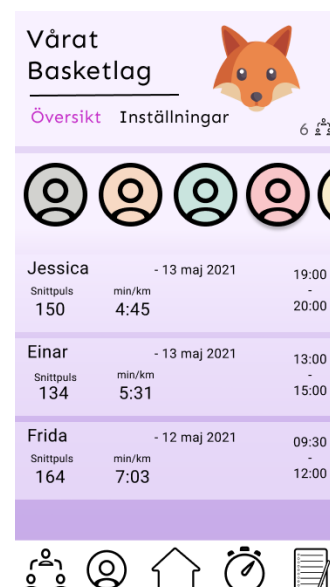 Vårat
Basketlag
Översikt Inställningar
6
Jessica - 13 maj 2021 19:00
Snittpuls min/km -
150 4:45 20:00
Einar - 13 maj 2021 13:00
Snittpuls min/km -
134 5:31 15:00
Frida - 12 maj 2021 09:30
Snittpuls min/km -
164 7:03 12:00